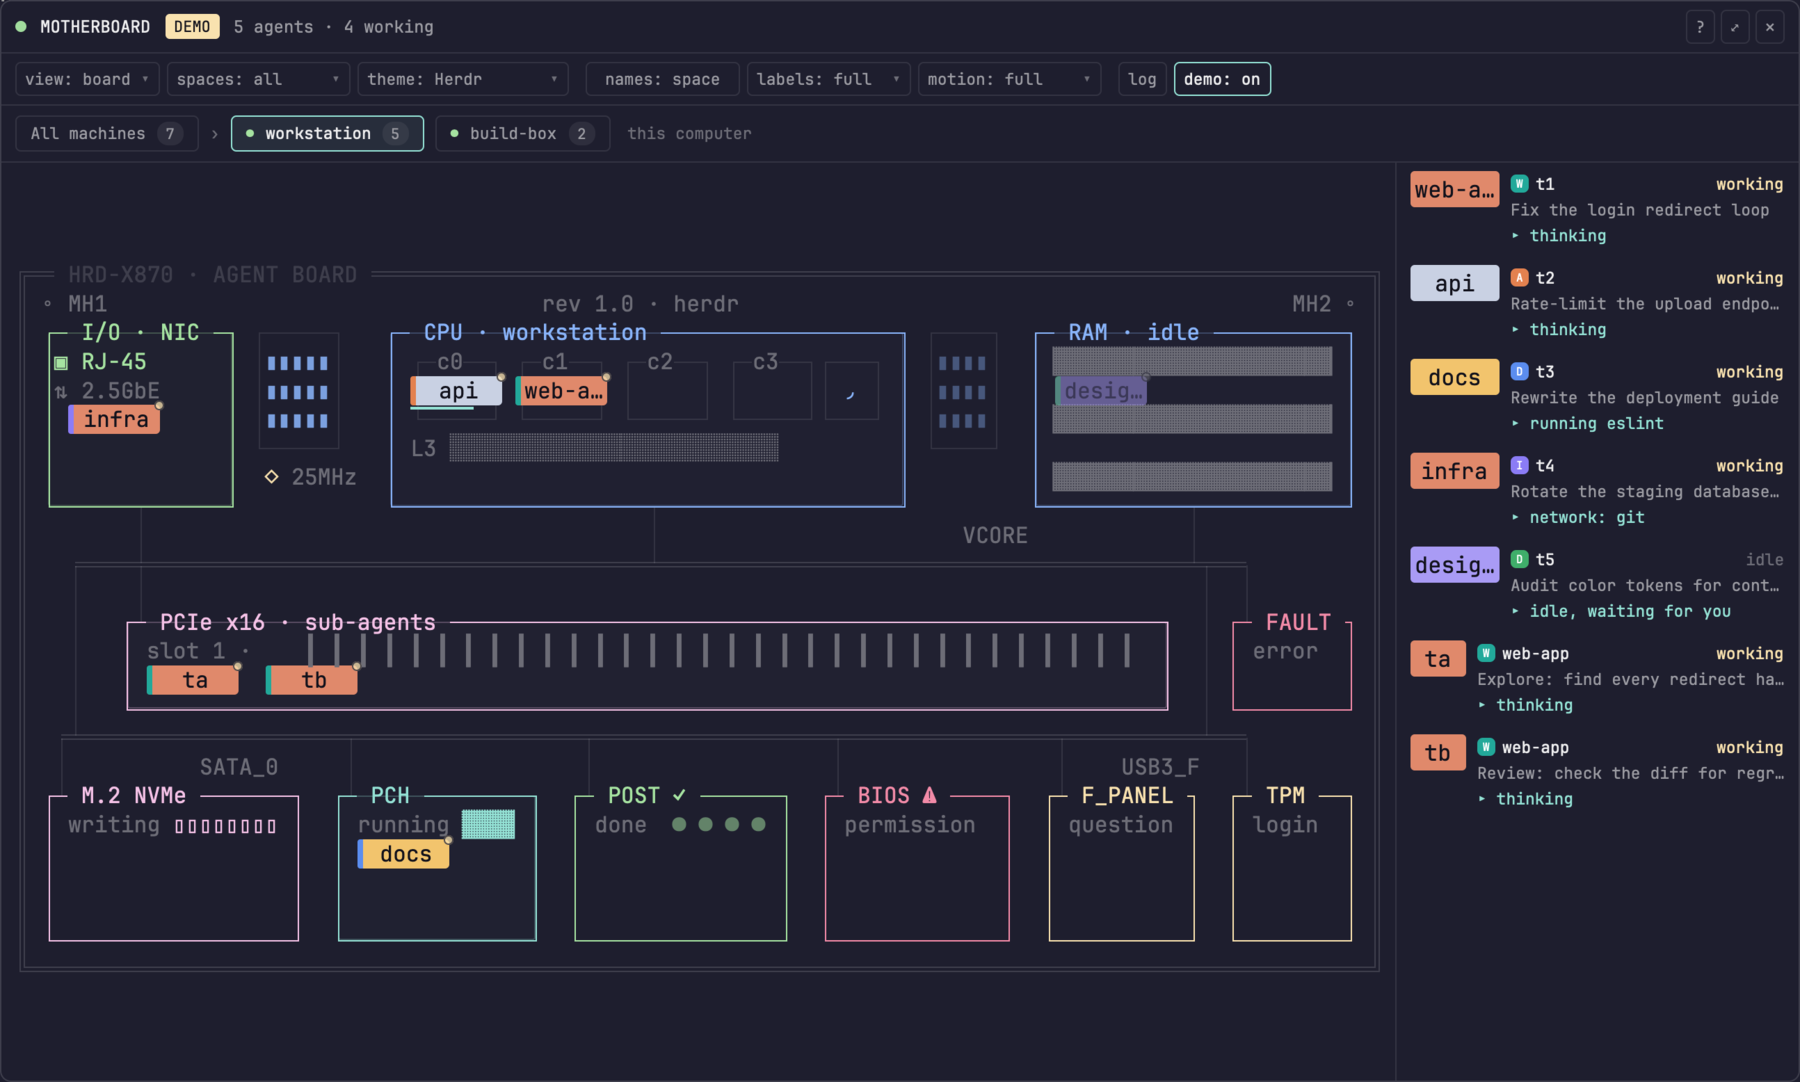 MOTHERBOARD DEMO 5 agents · 4 working
view: board spaces: all theme: Herdr names: space labels: full motion: full log demo: on
All machines 7 › workstation 5 build-box 2 this computer
HRD-X870 · AGENT BOARD
MH1 rev 1.0 · herdr MH2
I/O · NIC
RJ-45
2.5GbE
infra
25MHz
CPU · workstation
c0 c1 c2 c3
api web-a…
L3
RAM · idle
desig…
VCORE
PCIe x16 · sub-agents
slot 1 ·
ta tb
FAULT
error
SATA_0 USB3_F
M.2 NVMe
writing
PCH
running
docs
POST ✓
done
BIOS
permission
F_PANEL
question
TPM
login
web-a… W t1 working
Fix the login redirect loop
▸ thinking
api A t2 working
Rate-limit the upload endpo…
▸ thinking
docs D t3 working
Rewrite the deployment guide
▸ running eslint
infra I t4 working
Rotate the staging database…
▸ network: git
desig… D t5 idle
Audit color tokens for cont…
▸ idle, waiting for you
ta W web-app working
Explore: find every redirect ha…
▸ thinking
tb W web-app working
Review: check the diff for regr…
▸ thinking